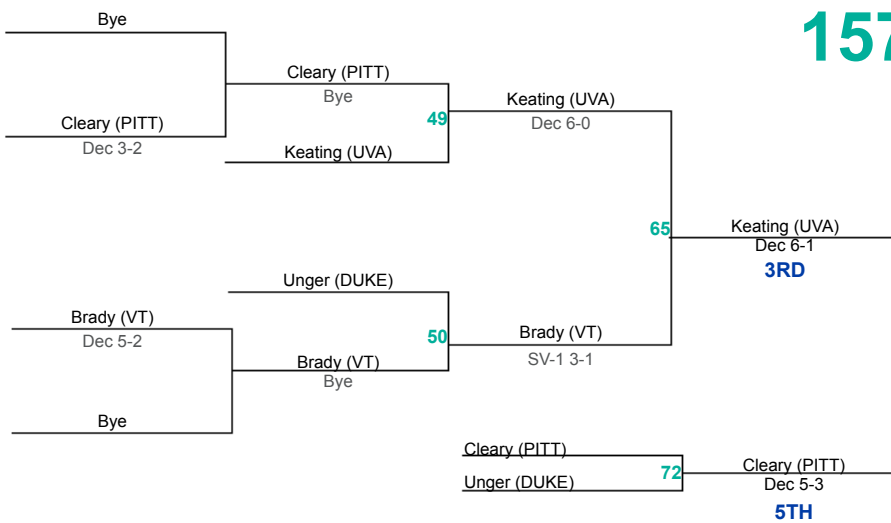 157
Bye
Cleary (PITT)
Dec 3-2
Cleary (PITT)
Bye
49
Keating (UVA)
Keating (UVA)
Dec 6-0
65
Keating (UVA)
Dec 6-1
3RD
Unger (DUKE)
Brady (VT)
Dec 5-2
50
Brady (VT)
Bye
Brady (VT)
SV-1 3-1
Bye
Cleary (PITT)
72
Unger (DUKE)
Cleary (PITT)
Dec 5-3
5TH